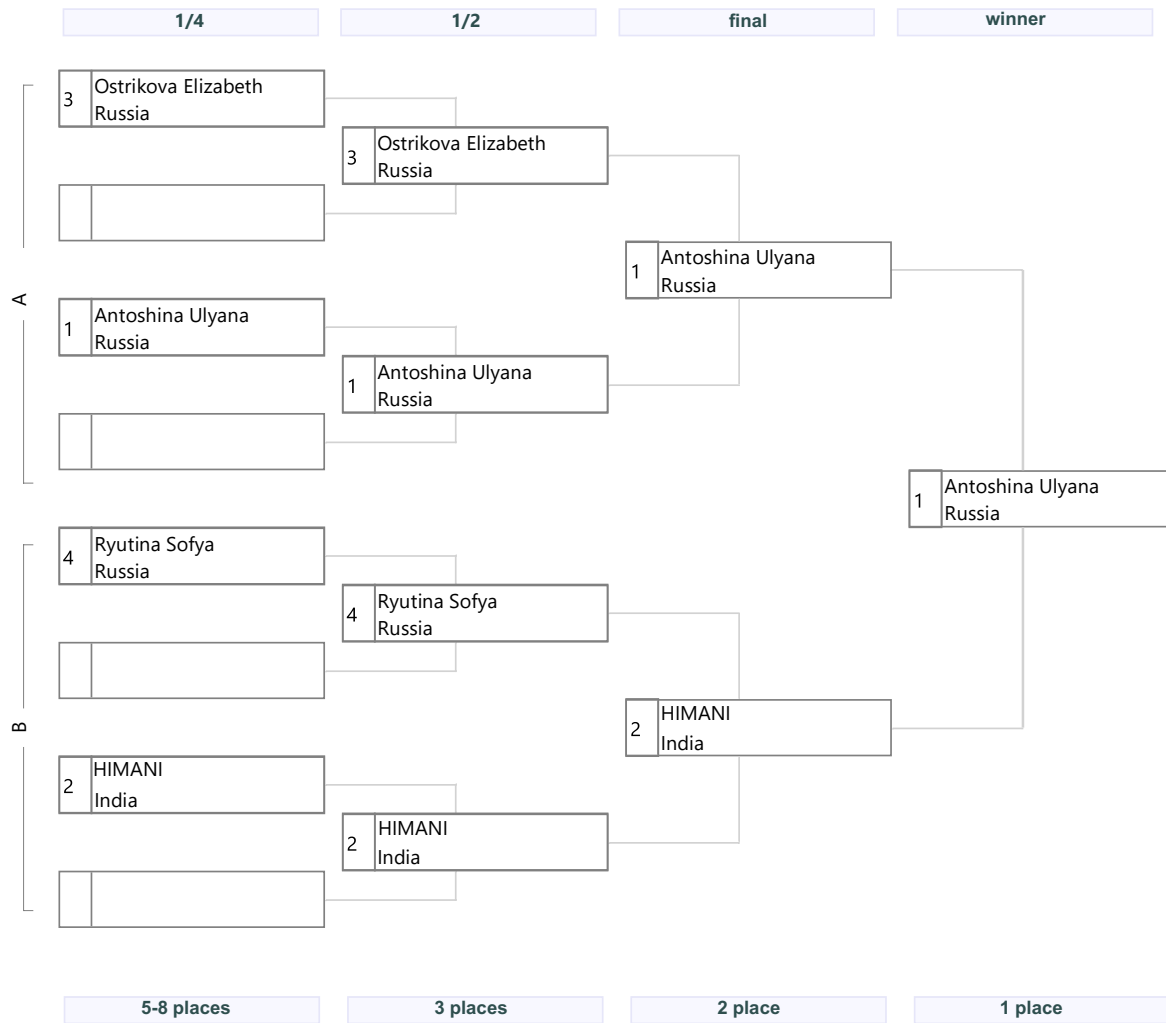 1/4
1/2
final
winner
3
Ostrikova Elizabeth
Russia
3
Ostrikova Elizabeth
Russia
1
Antoshina Ulyana
Russia
A
1
Antoshina Ulyana
Russia
1
Antoshina Ulyana
Russia
1
Antoshina Ulyana
Russia
4
Ryutina Sofya
Russia
4
Ryutina Sofya
Russia
B
2
HIMANI
India
2
HIMANI
India
2
HIMANI
India
5-8 places
3 places
2 place
1 place